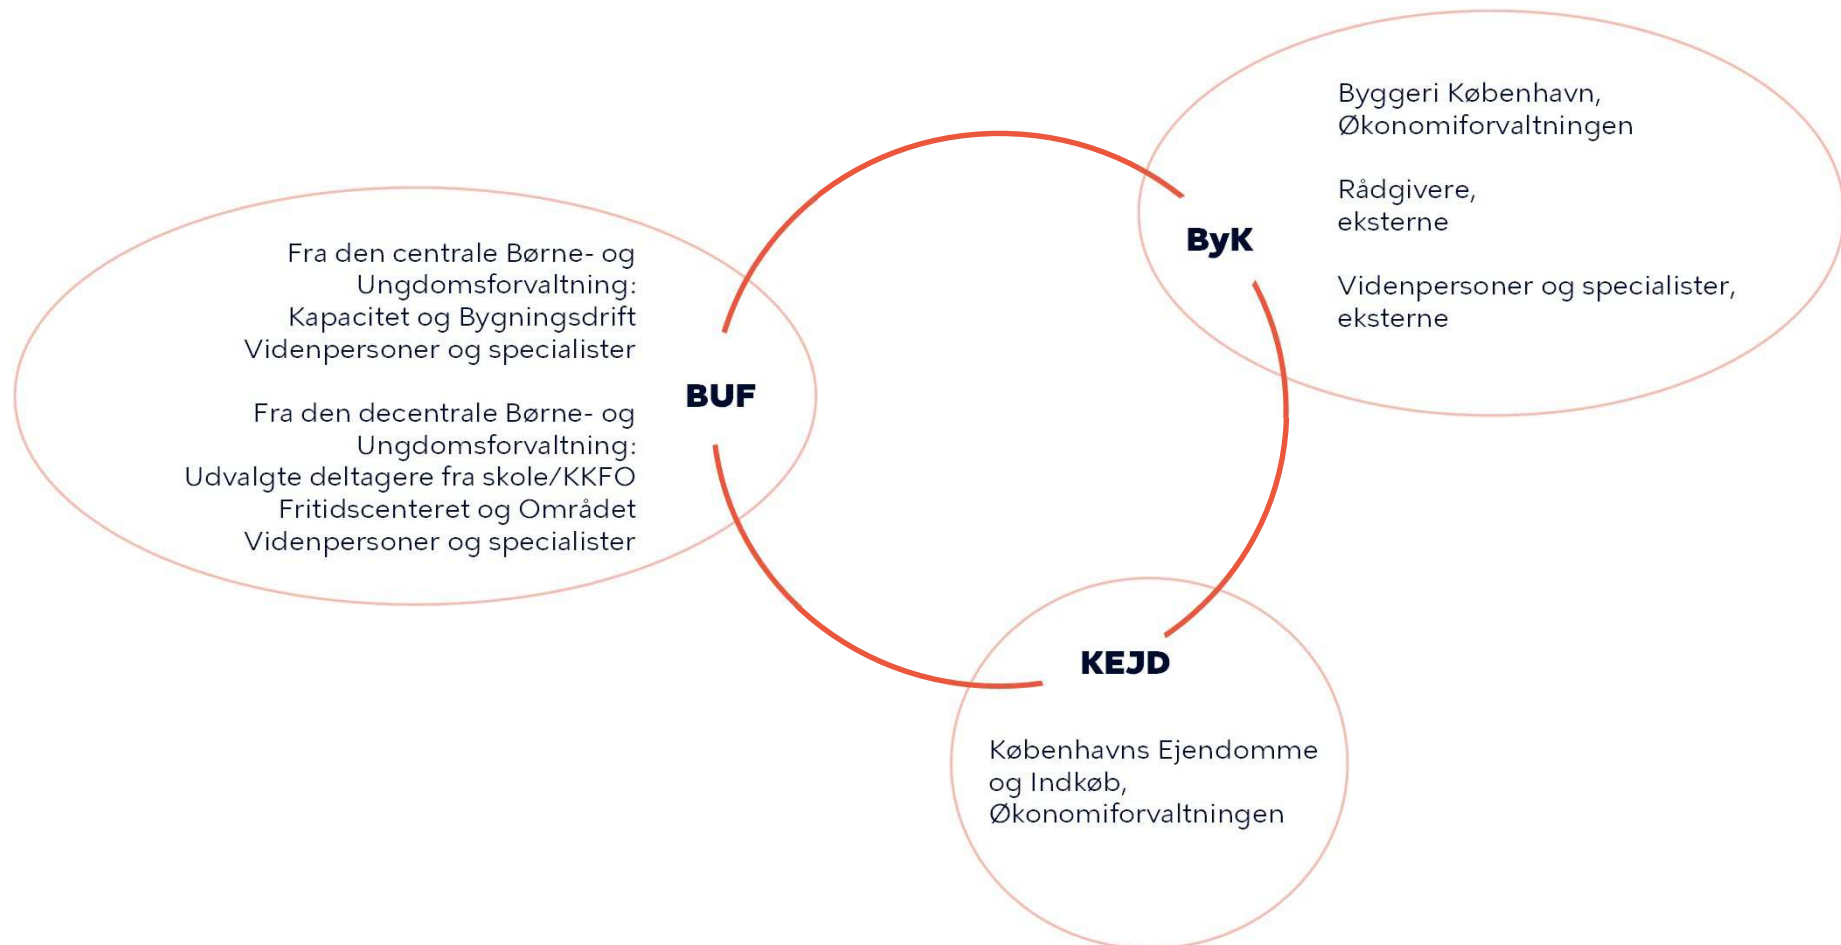 Fra den centrale Børne- og
Ungdomsforvaltning:
Kapacitet og Bygningsdrift
Videnpersoner og specialister
Fra den decentrale Børne- og
Ungdomsforvaltning:
Udvalgte deltagere fra skole/KKFO
Fritidscenteret og Området
Videnpersoner og specialister
BUF
ByK
Byggeri København,
Økonomiforvaltningen
Rådgivere,
eksterne
Videnpersoner og specialister,
eksterne
KEJD
Københavns Ejendomme
og Indkøb,
Økonomiforvaltningen